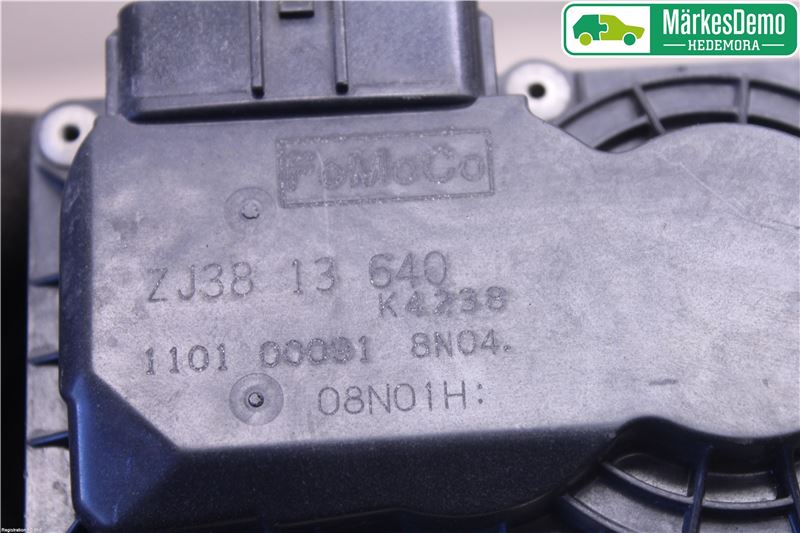 MärkesDemo
HEDEMORA
FoMoCo
ZJ38 13 640
K4238
1101 00091 8N04.
08N01H: